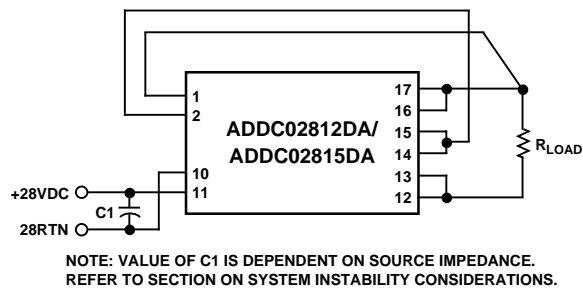 1
2
10
11
ADDC02812DA/
ADDC02815DA
17
16
15
14
13
12
RLOAD
+28VDC
C1
28RTN
NOTE: VALUE OF C1 IS DEPENDENT ON SOURCE IMPEDANCE.
REFER TO SECTION ON SYSTEM INSTABILITY CONSIDERATIONS.